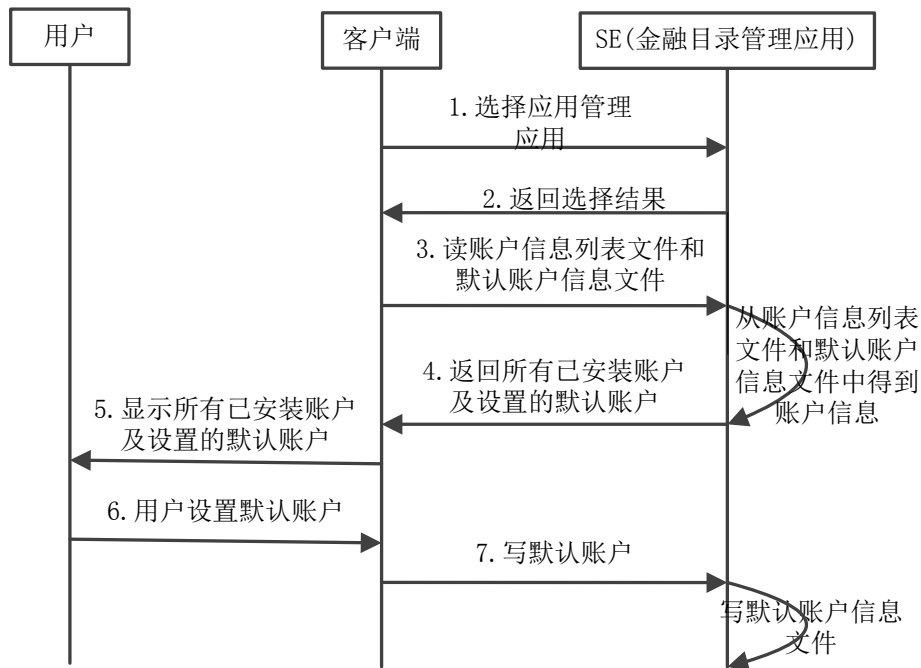 用户
客户端
SE(金融目录管理应用)
1.选择应用管理
应用
2.返回选择结果
3.读账户信息列表文件和
默认账户信息文件
从账户信息列表
文件和默认账户
信息文件中得到
账户信息
4.返回所有已安装账户
及设置的默认账户
5.显示所有已安装账户
及设置的默认账户
6.用户设置默认账户
7.写默认账户
写默认账户信息
文件